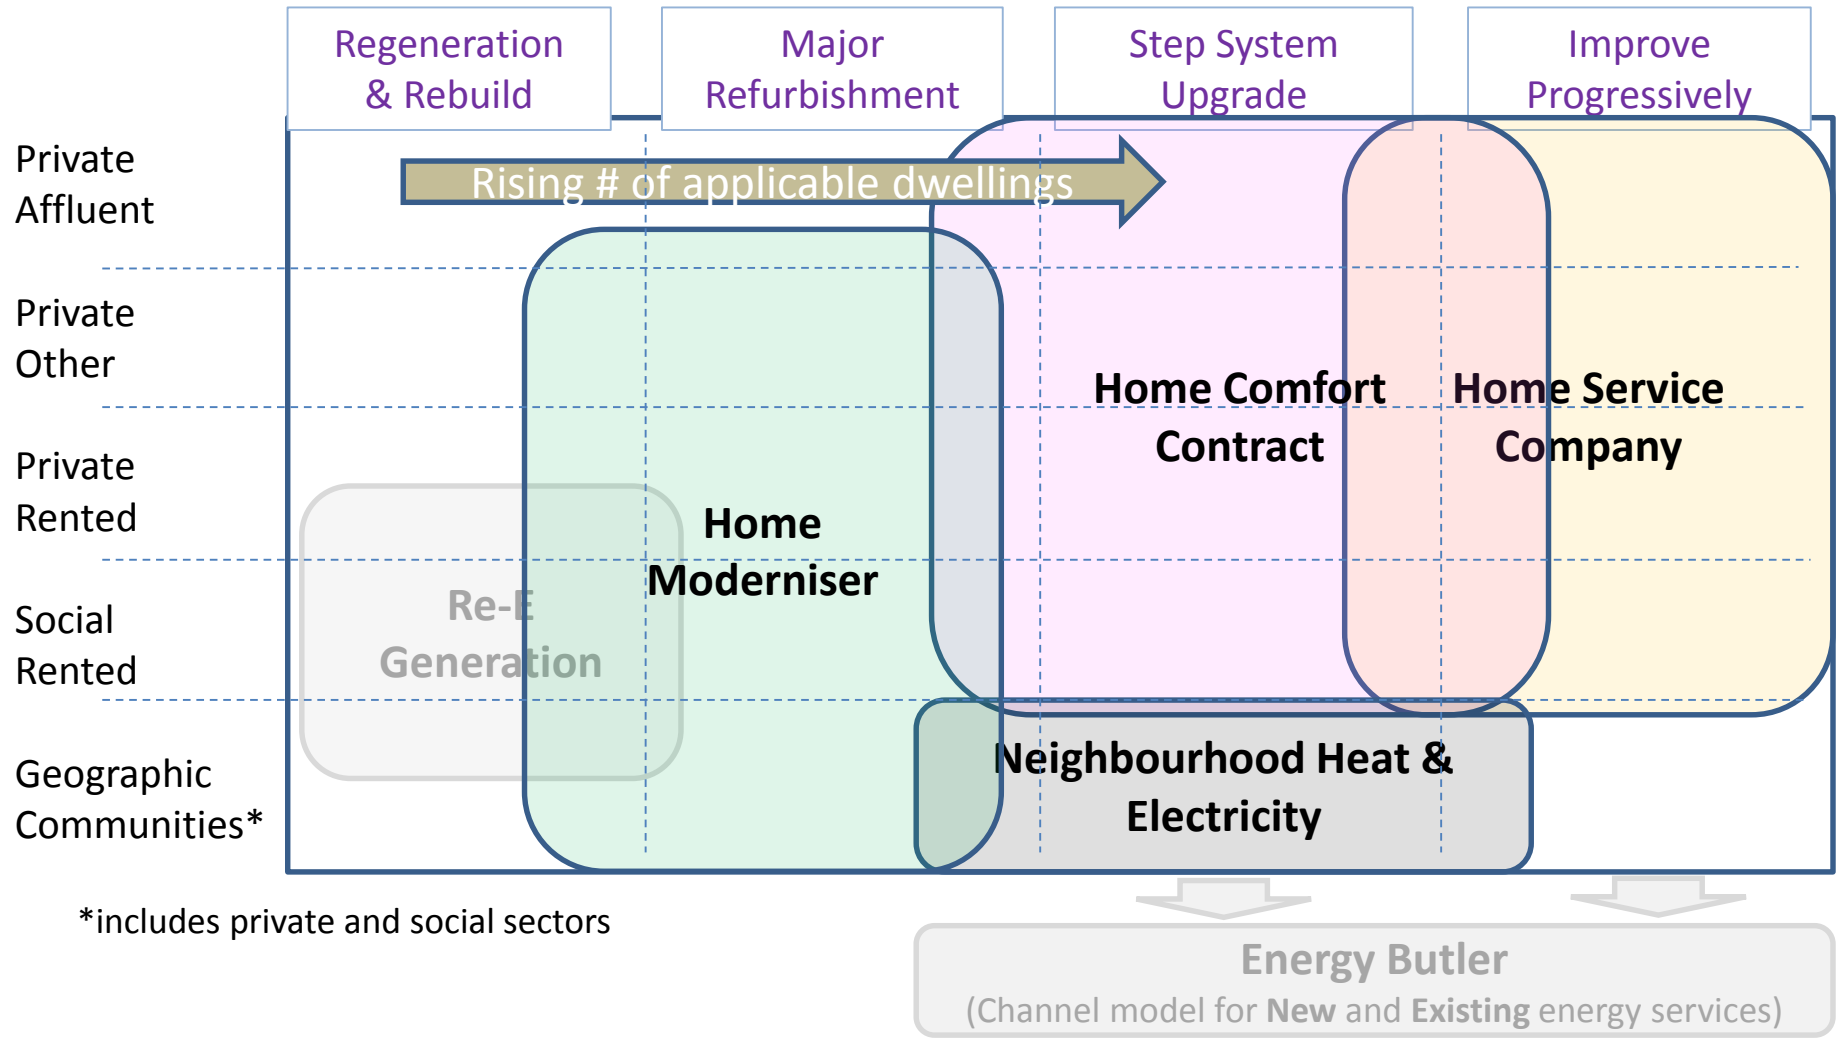 Regeneration
& Rebuild
Major
Refurbishment
Step System
Upgrade
Improve
Progressively
Private
Affluent
Rising # of applicable dwellings
Private
Other
Home Comfort
Contract
Home Service
Company
Private
Rented
Home
Moderniser
Re-E
Generation
Social
Rented
Geographic
Communities*
Neighbourhood Heat &
Electricity
*includes private and social sectors
Energy Butler
(Channel model for New and Existing energy services)